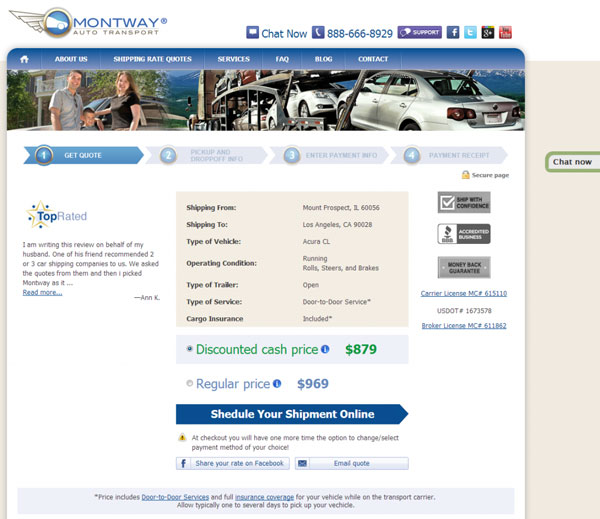 MONTWAY®
AUTO TRANSPORT
Chat Now 888-666-8929 SUPPORT
ABOUT US SHIPPING RATE QUOTES SERVICES FAQ BLOG CONTACT
1 GET QUOTE 2 PICKUP AND DROPPOFF INFO 3 ENTER PAYMENT INFO 4 PAYMENT RECEIPT
Chat now
Secure page
TopRated
I am writing this review on behalf of my
husband. One of his friend recommended 2
or 3 car shipping companies to us. We asked
the quotes from them and then i picked
Montway as it ...
Read more...
—Ann K.
Shipping From: Mount Prospect, IL 60056
Shipping To: Los Angeles, CA 90028
Type of Vehicle: Acura CL
Operating Condition: Running
Rolls, Steers, and Brakes
Type of Trailer: Open
Type of Service: Door-to-Door Service*
Cargo Insurance Included*
SHIP WITH
CONFIDENCE
BBB
ACCREDITED
BUSINESS
MONEY BACK
GUARANTEE
Carrier License MC# 615110
USDOT# 1673578
Broker License MC# 611862
Discounted cash price $879
Regular price $969
Shedule Your Shipment Online
At checkout you will have one more time the option to change/select
payment method of your choice!
Share your rate on Facebook Email quote
*Price includes Door-to-Door Services and full insurance coverage for your vehicle while on the transport carrier.
Allow typically one to several days to pick up your vechicle.